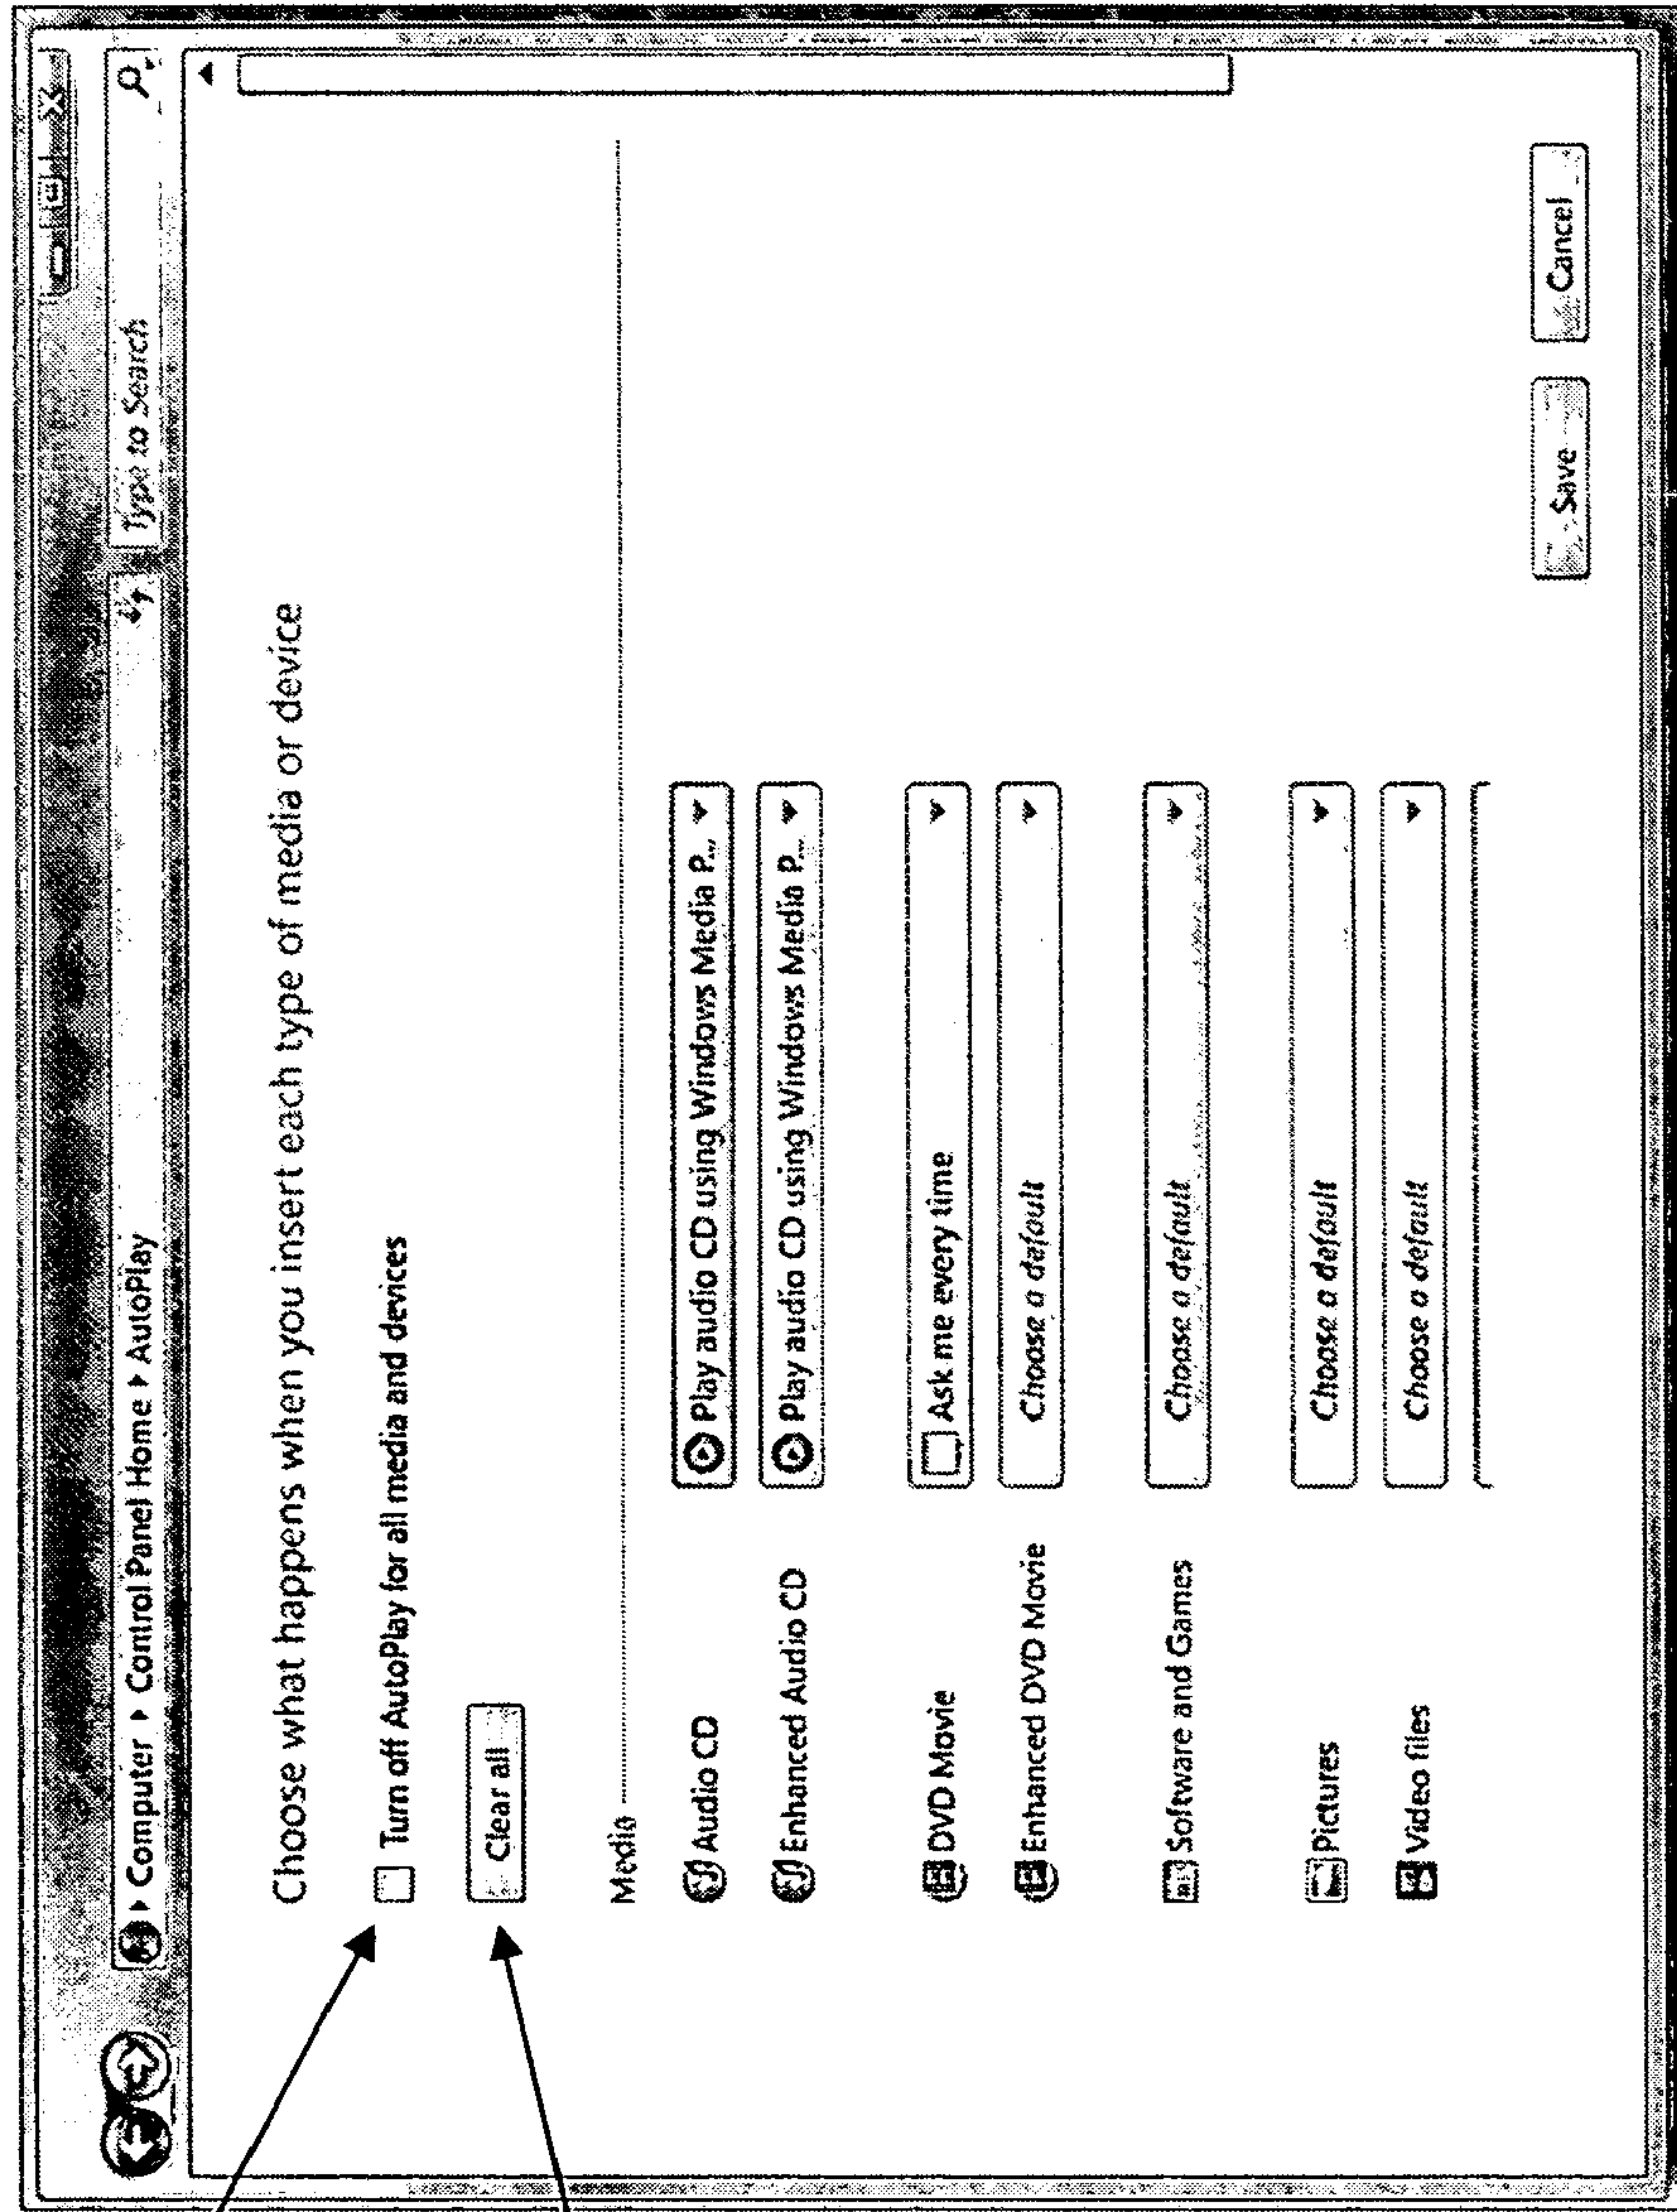 Computer ▸ Control Panel Home ▸ AutoPlay
Type to Search
Choose what happens when you insert each type of media or device
Turn off AutoPlay for all media and devices
Clear all
Media
Audio CD
Play audio CD using Windows Media P...
Enhanced Audio CD
Play audio CD using Windows Media P...
DVD Movie
Ask me every time
Enhanced DVD Movie
Choose a default
Software and Games
Choose a default
Pictures
Choose a default
Video files
Choose a default
Save
Cancel